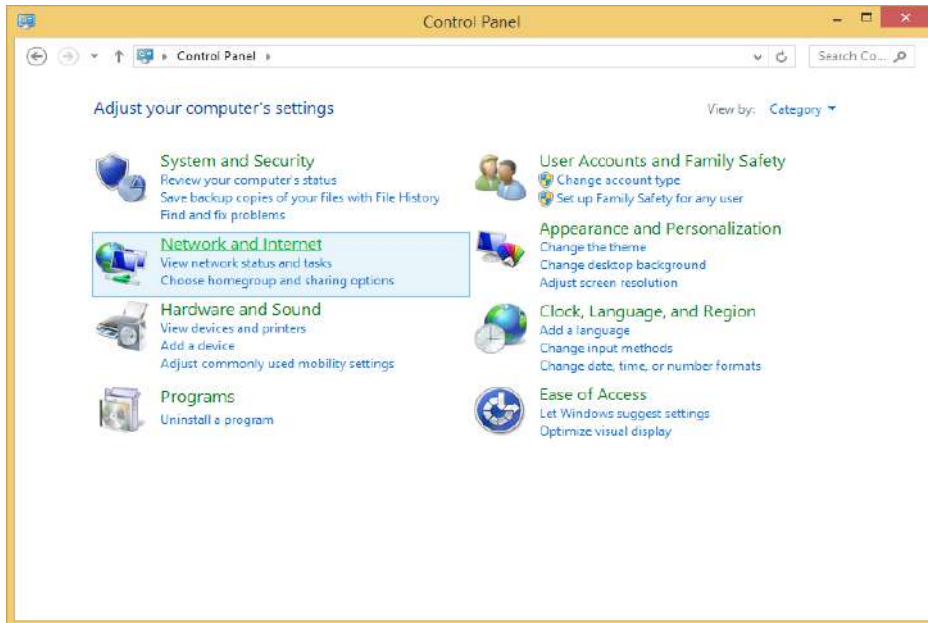 Control Panel
Control Panel
Search Co...
Adjust your computer's settings
View by: Category
System and Security
Review your computer's status
Save backup copies of your files with File History
Find and fix problems
Network and Internet
View network status and tasks
Choose homegroup and sharing options
Hardware and Sound
View devices and printers
Add a device
Adjust commonly used mobility settings
Programs
Uninstall a program
User Accounts and Family Safety
Change account type
Set up Family Safety for any user
Appearance and Personalization
Change the theme
Change desktop background
Adjust screen resolution
Clock, Language, and Region
Add a language
Change input methods
Change date, time, or number formats
Ease of Access
Let Windows suggest settings
Optimize visual display